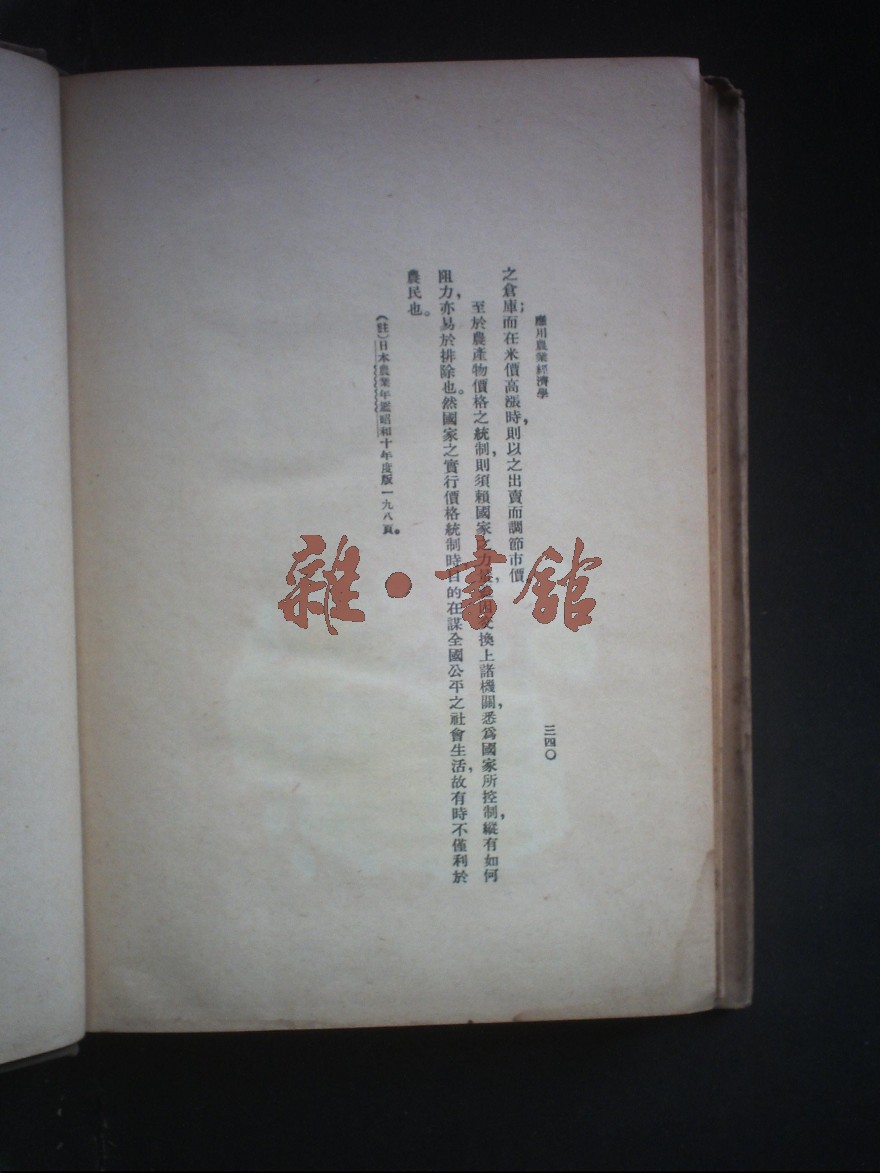 應用農業經濟學
三四〇
之倉庫；而在米價高漲時，則以之出賣而調節市價
至於農產物價格之統制，則須賴國家之力，交換上諸機關，悉為國家所控制，縱有如何
阻力，亦易於排除也。然國家之實行價格統制時目的在謀全國公平之社會生活，故有時不僅利於
農民也。
（註）日本農業年鑑昭和十年度版一九八頁。
雜·書館